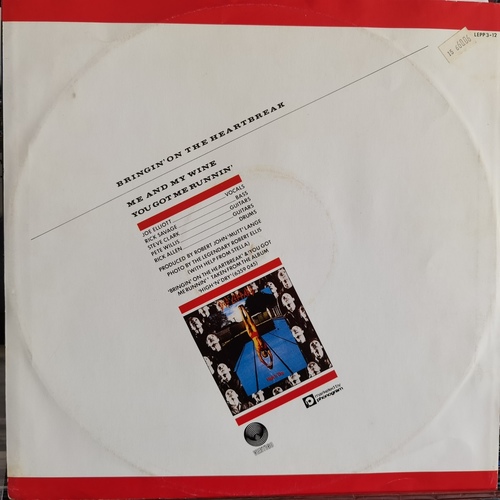 LEPP 3-12
BRINGIN' ON THE HEARTBREAK
ME AND MY WINE
YOU GOT ME RUNNIN'
JOE ELLIOTT VOCALS
RICK SAVAGE BASS
STEVE CLARK GUITARS
PETE WILLIS GUITARS
RICK ALLEN DRUMS
PRODUCED BY ROBERT JOHN 'MUTT' LANGE
PHOTO BY THE LEGENDARY ROBERT ELLIS
(WITH HELP FROM STELLA)
'BRINGIN' ON THE HEARTBREAK' & 'YOU GOT
ME RUNNIN'' TAKEN FROM THE ALBUM
'HIGH 'N' DRY' (6359 045)
marketed by
phonogram